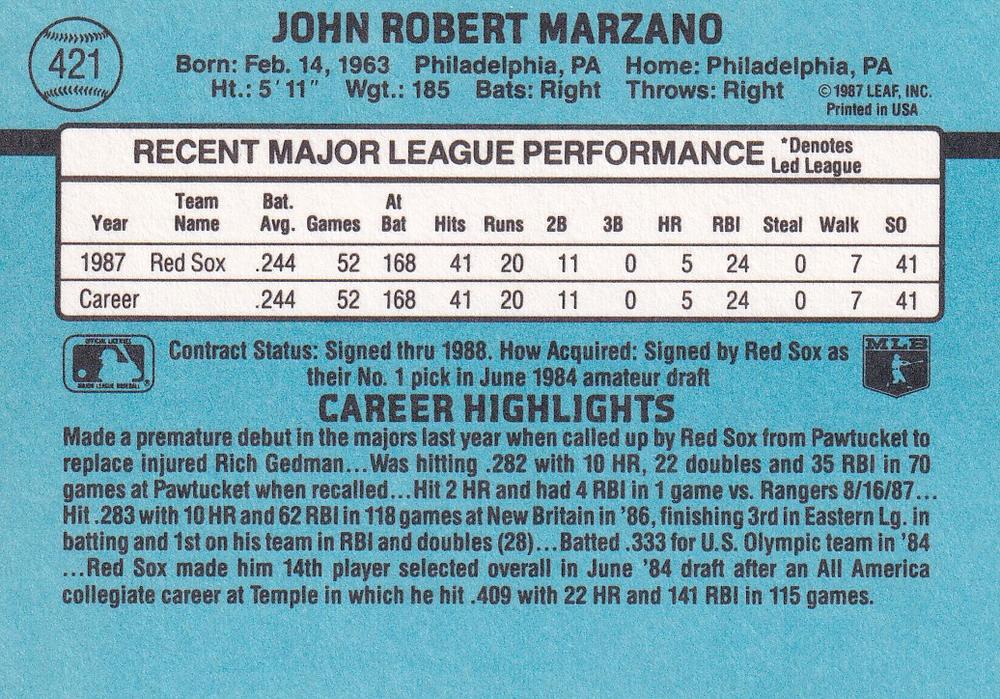 JOHN ROBERT MARZANO
421
Born: Feb. 14, 1963 Philadelphia, PA Home: Philadelphia, PA
Ht.: 5'11" Wgt.: 185 Bats: Right Throws: Right ©1987 LEAF, INC.
Printed in USA
RECENT MAJOR LEAGUE PERFORMANCE *Denotes Led League
Year Team Name Bat. Avg. Games At Bat Hits Runs 2B 3B HR RBI Steal Walk SO
1987 Red Sox .244 52 168 41 20 11 0 5 24 0 7 41
Career .244 52 168 41 20 11 0 5 24 0 7 41
Contract Status: Signed thru 1988. How Acquired: Signed by Red Sox as
their No. 1 pick in June 1984 amateur draft
MLB
CAREER HIGHLIGHTS
Made a premature debut in the majors last year when called up by Red Sox from Pawtucket to
replace injured Rich Gedman...Was hitting .282 with 10 HR, 22 doubles and 35 RBI in 70
games at Pawtucket when recalled...Hit 2 HR and had 4 RBI in 1 game vs. Rangers 8/16/87...
Hit .283 with 10 HR and 62 RBI in 118 games at New Britain in '86, finishing 3rd in Eastern Lg. in
batting and 1st on his team in RBI and doubles (28)...Batted .333 for U.S. Olympic team in '84
...Red Sox made him 14th player selected overall in June '84 draft after an All America
collegiate career at Temple in which he hit .409 with 22 HR and 141 RBI in 115 games.